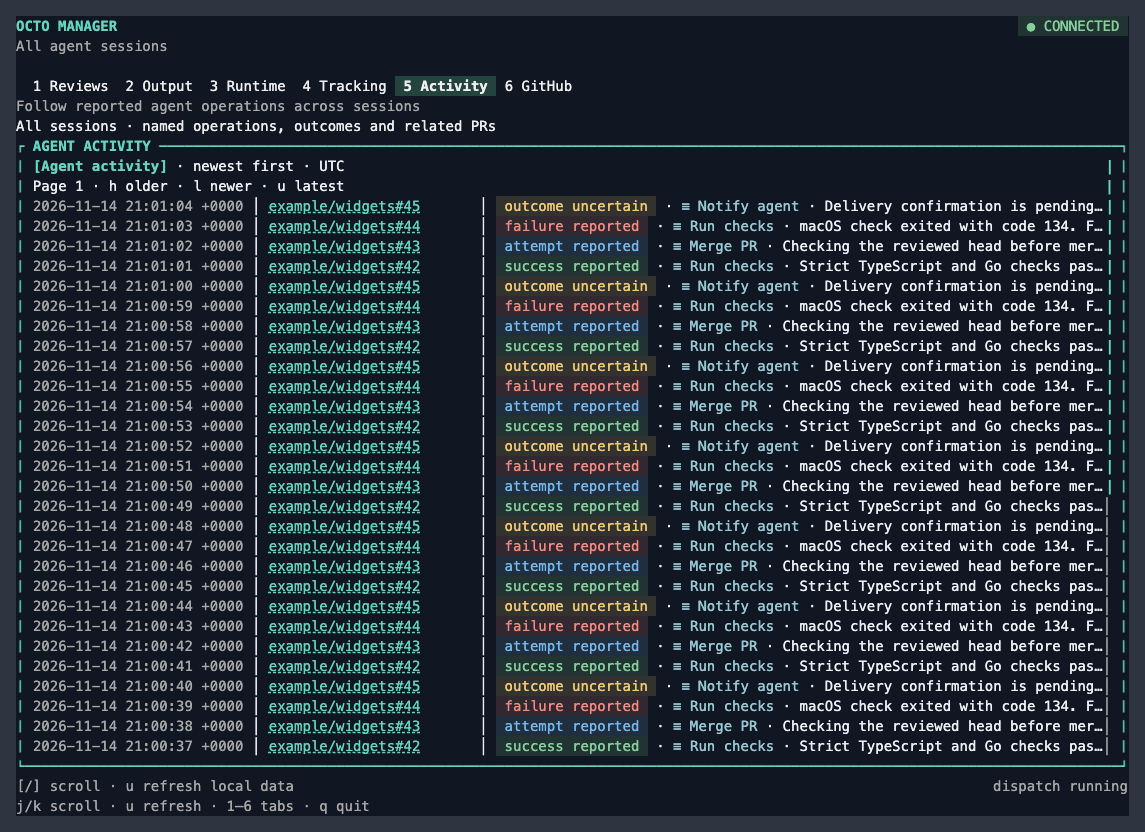 OCTO MANAGER ● CONNECTED
All agent sessions
1 Reviews 2 Output 3 Runtime 4 Tracking 5 Activity 6 GitHub
Follow reported agent operations across sessions
All sessions · named operations, outcomes and related PRs
AGENT ACTIVITY
[Agent activity] · newest first · UTC
Page 1 · h older · l newer · u latest
2026-11-14 21:01:04 +0000 │ example/widgets#45 │ outcome uncertain · ≡ Notify agent · Delivery confirmation is pending…
2026-11-14 21:01:03 +0000 │ example/widgets#44 │ failure reported · ≡ Run checks · macOS check exited with code 134. F…
2026-11-14 21:01:02 +0000 │ example/widgets#43 │ attempt reported · ≡ Merge PR · Checking the reviewed head before mer…
2026-11-14 21:01:01 +0000 │ example/widgets#42 │ success reported · ≡ Run checks · Strict TypeScript and Go checks pas…
2026-11-14 21:01:00 +0000 │ example/widgets#45 │ outcome uncertain · ≡ Notify agent · Delivery confirmation is pending…
2026-11-14 21:00:59 +0000 │ example/widgets#44 │ failure reported · ≡ Run checks · macOS check exited with code 134. F…
2026-11-14 21:00:58 +0000 │ example/widgets#43 │ attempt reported · ≡ Merge PR · Checking the reviewed head before mer…
2026-11-14 21:00:57 +0000 │ example/widgets#42 │ success reported · ≡ Run checks · Strict TypeScript and Go checks pas…
2026-11-14 21:00:56 +0000 │ example/widgets#45 │ outcome uncertain · ≡ Notify agent · Delivery confirmation is pending…
2026-11-14 21:00:55 +0000 │ example/widgets#44 │ failure reported · ≡ Run checks · macOS check exited with code 134. F…
2026-11-14 21:00:54 +0000 │ example/widgets#43 │ attempt reported · ≡ Merge PR · Checking the reviewed head before mer…
2026-11-14 21:00:53 +0000 │ example/widgets#42 │ success reported · ≡ Run checks · Strict TypeScript and Go checks pas…
2026-11-14 21:00:52 +0000 │ example/widgets#45 │ outcome uncertain · ≡ Notify agent · Delivery confirmation is pending…
2026-11-14 21:00:51 +0000 │ example/widgets#44 │ failure reported · ≡ Run checks · macOS check exited with code 134. F…
2026-11-14 21:00:50 +0000 │ example/widgets#43 │ attempt reported · ≡ Merge PR · Checking the reviewed head before mer…
2026-11-14 21:00:49 +0000 │ example/widgets#42 │ success reported · ≡ Run checks · Strict TypeScript and Go checks pas…
2026-11-14 21:00:48 +0000 │ example/widgets#45 │ outcome uncertain · ≡ Notify agent · Delivery confirmation is pending…
2026-11-14 21:00:47 +0000 │ example/widgets#44 │ failure reported · ≡ Run checks · macOS check exited with code 134. F…
2026-11-14 21:00:46 +0000 │ example/widgets#43 │ attempt reported · ≡ Merge PR · Checking the reviewed head before mer…
2026-11-14 21:00:45 +0000 │ example/widgets#42 │ success reported · ≡ Run checks · Strict TypeScript and Go checks pas…
2026-11-14 21:00:44 +0000 │ example/widgets#45 │ outcome uncertain · ≡ Notify agent · Delivery confirmation is pending…
2026-11-14 21:00:43 +0000 │ example/widgets#44 │ failure reported · ≡ Run checks · macOS check exited with code 134. F…
2026-11-14 21:00:42 +0000 │ example/widgets#43 │ attempt reported · ≡ Merge PR · Checking the reviewed head before mer…
2026-11-14 21:00:41 +0000 │ example/widgets#42 │ success reported · ≡ Run checks · Strict TypeScript and Go checks pas…
2026-11-14 21:00:40 +0000 │ example/widgets#45 │ outcome uncertain · ≡ Notify agent · Delivery confirmation is pending…
2026-11-14 21:00:39 +0000 │ example/widgets#44 │ failure reported · ≡ Run checks · macOS check exited with code 134. F…
2026-11-14 21:00:38 +0000 │ example/widgets#43 │ attempt reported · ≡ Merge PR · Checking the reviewed head before mer…
2026-11-14 21:00:37 +0000 │ example/widgets#42 │ success reported · ≡ Run checks · Strict TypeScript and Go checks pas…
[/] scroll · u refresh local data dispatch running
j/k scroll · u refresh · 1–6 tabs · q quit